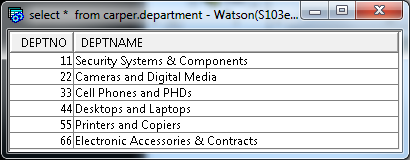 select *  from carper.department - Watson(S103e...
DEPTNO DEPTNAME
11 Security Systems & Components
22 Cameras and Digital Media
33 Cell Phones and PHDs
44 Desktops and Laptops
55 Printers and Copiers
66 Electronic Accessories & Contracts